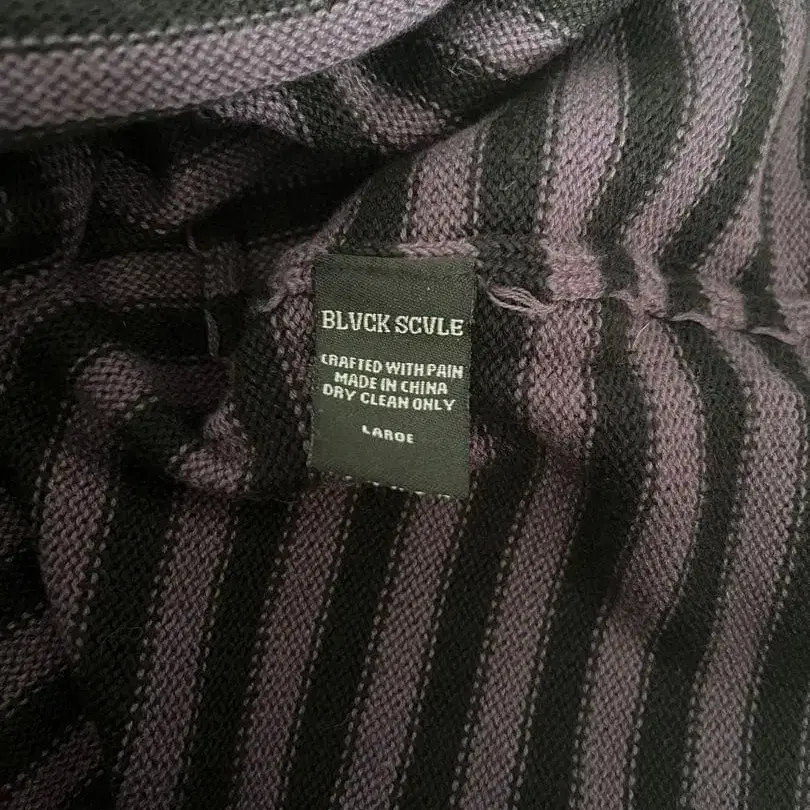 BLVCK SCVLE
CRAFTED WITH PAIN
MADE IN CHINA
DRY CLEAN ONLY
LARGE